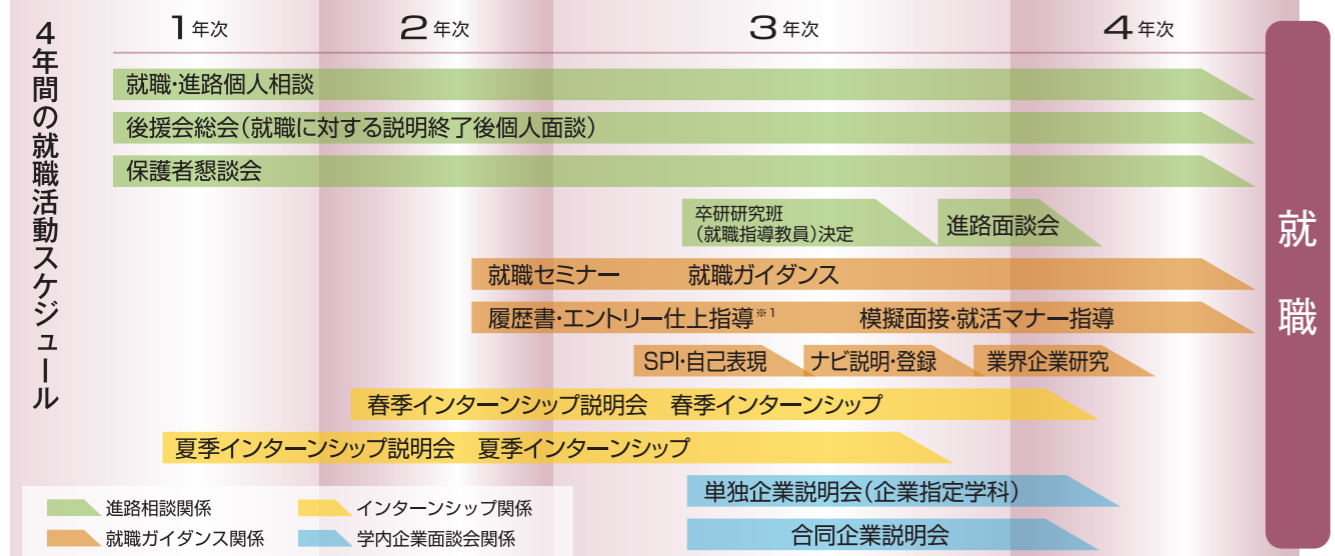 4年間の就職活動スケジュール
1年次 2年次 3年次 4年次
就職・進路個人相談
後援会総会(就職に対する説明終了後個人面談)
保護者懇談会
卒研研究班
(就職指導教員)決定
進路面談会
就職セミナー 就職ガイダンス
履歴書・エントリー仕上指導※1 模擬面接・就活マナー指導
SPI・自己表現 ナビ説明・登録 業界企業研究
春季インターンシップ説明会 春季インターンシップ
夏季インターンシップ説明会 夏季インターンシップ
単独企業説明会(企業指定学科)
合同企業説明会
進路相談関係 インターンシップ関係
就職ガイダンス関係 学内企業面談会関係
就職